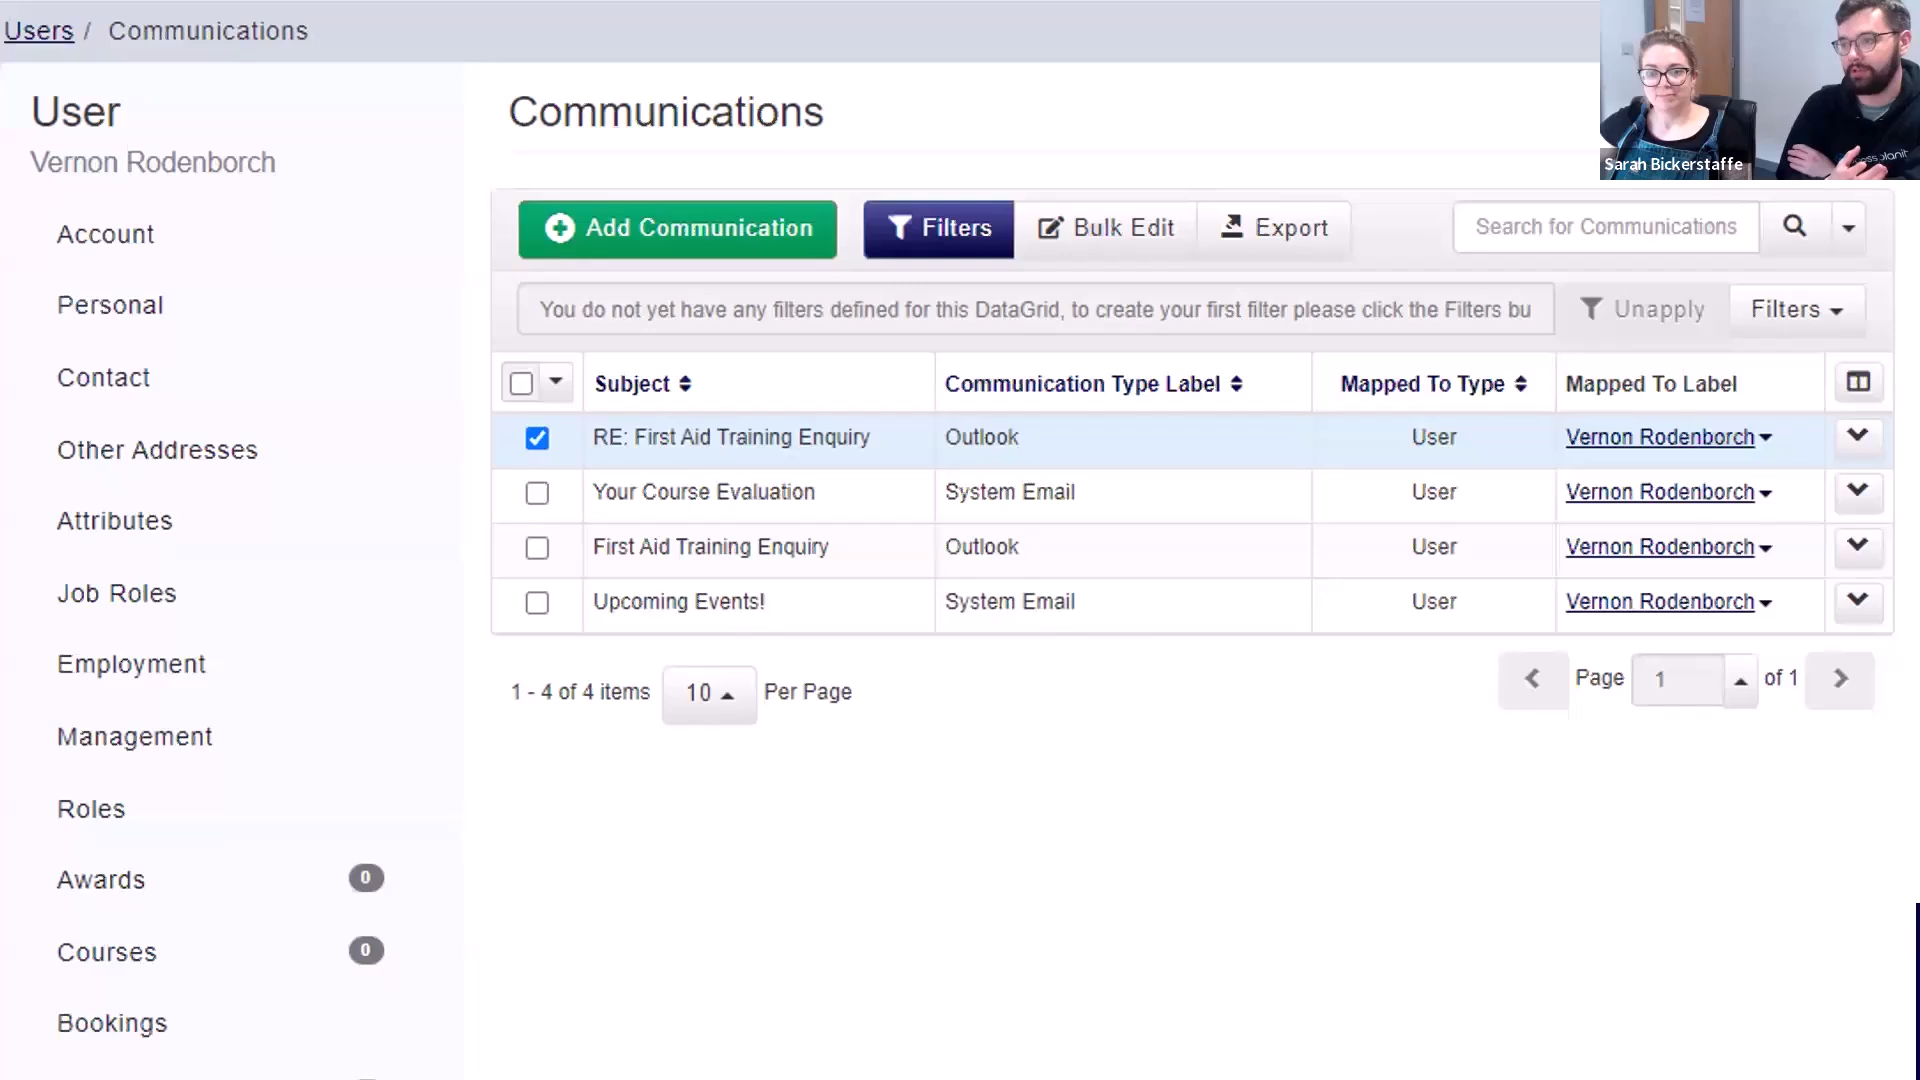 Users / Communications
User
Vernon Rodenborch
Account
Personal
Contact
Other Addresses
Attributes
Job Roles
Employment
Management
Roles
Awards 0
Courses 0
Bookings
Communications
Add Communication Filters Bulk Edit Export Search for Communications
You do not yet have any filters defined for this DataGrid, to create your first filter please click the Filters bu Unapply Filters
Subject Communication Type Label Mapped To Type Mapped To Label
RE: First Aid Training Enquiry Outlook User Vernon Rodenborch
Your Course Evaluation System Email User Vernon Rodenborch
First Aid Training Enquiry Outlook User Vernon Rodenborch
Upcoming Events! System Email User Vernon Rodenborch
1 - 4 of 4 items 10 Per Page Page 1 of 1
Sarah Bickerstaffe